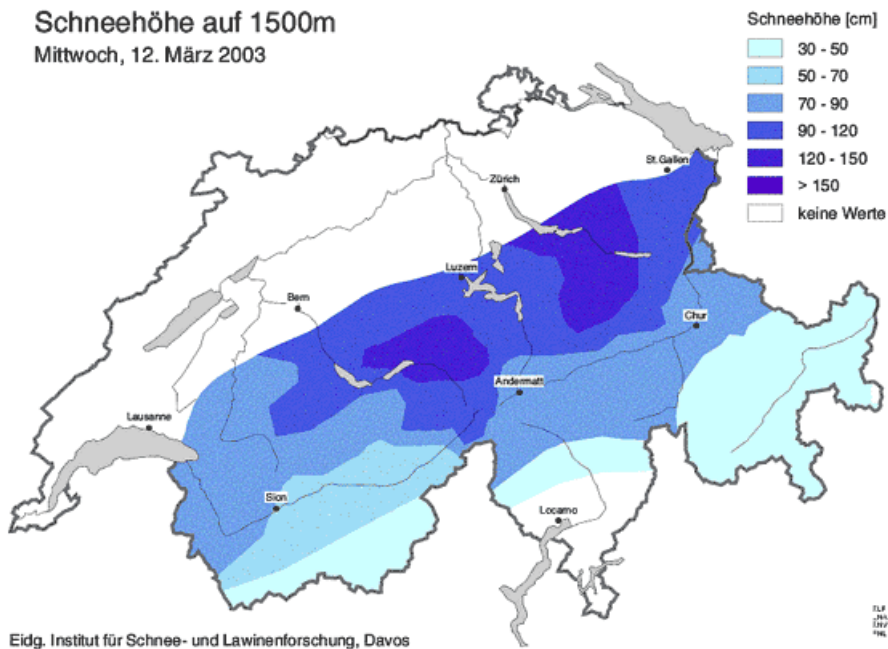 Schneehöhe auf 1500m
Mittwoch, 12. März 2003
Schneehöhe [cm]
30 - 50
50 - 70
70 - 90
90 - 120
120 - 150
> 150
keine Werte
St. Gallen
Zürich
Luzern
Bern
Chur
Andermatt
Lausanne
Sion
Locarno
Eidg. Institut für Schnee- und Lawinenforschung, Davos